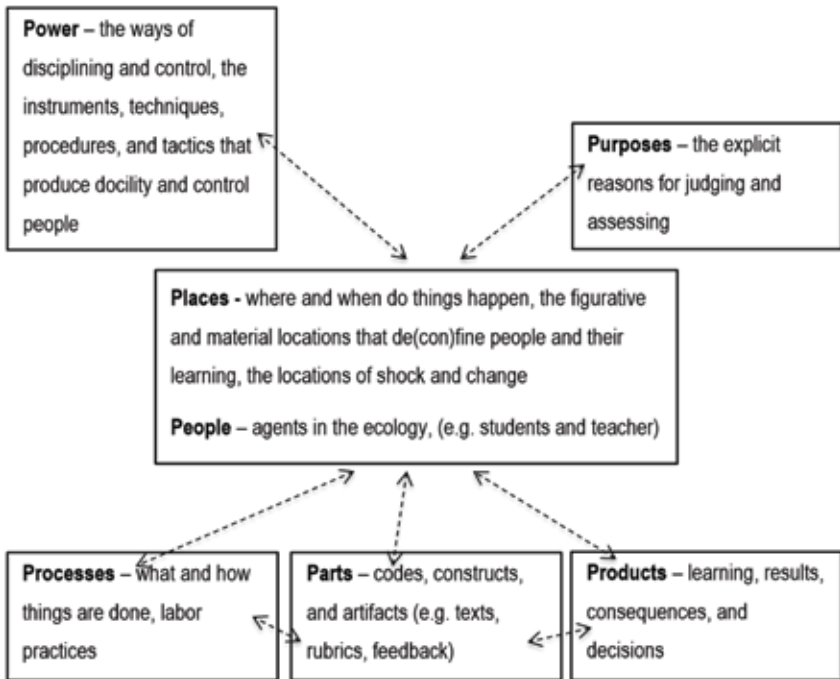 Power – the ways of
disciplining and control, the
instruments, techniques,
procedures, and tactics that
produce docility and control
people
Purposes – the explicit
reasons for judging and
assessing
Places - where and when do things happen, the figurative
and material locations that de(con)fine people and their
learning, the locations of shock and change
People – agents in the ecology, (e.g. students and teacher)
Processes – what and how
things are done, labor
practices
Parts – codes, constructs,
and artifacts (e.g. texts,
rubrics, feedback)
Products – learning, results,
consequences, and
decisions